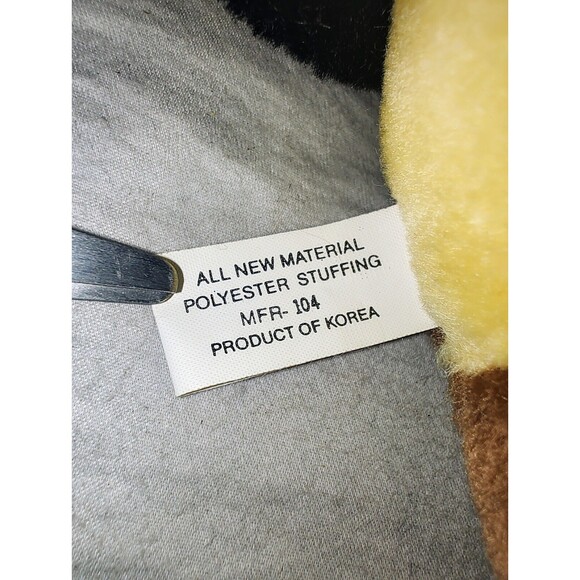 ALL NEW MATERIAL
POLYESTER STUFFING
MFR- 104
PRODUCT OF KOREA